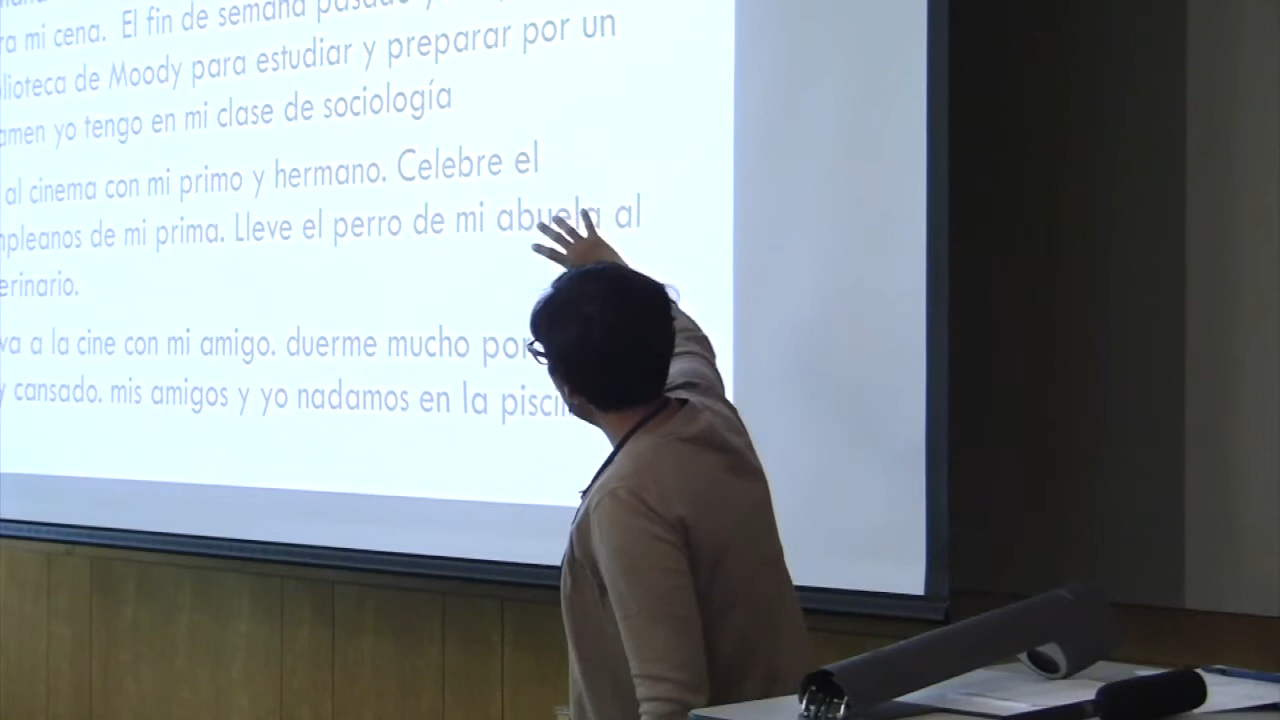 ra mi cena. El fin de semana pasado y
blioteca de Moody para estudiar y preparar por un
amen yo tengo en mi clase de sociología
al cinema con mi primo y hermano. Celebre el
mpleanos de mi prima. Lleve el perro de mi abuela al
erinario.
va a la cine con mi amigo. duerme mucho por
y cansado. mis amigos y yo nadamos en la piscin